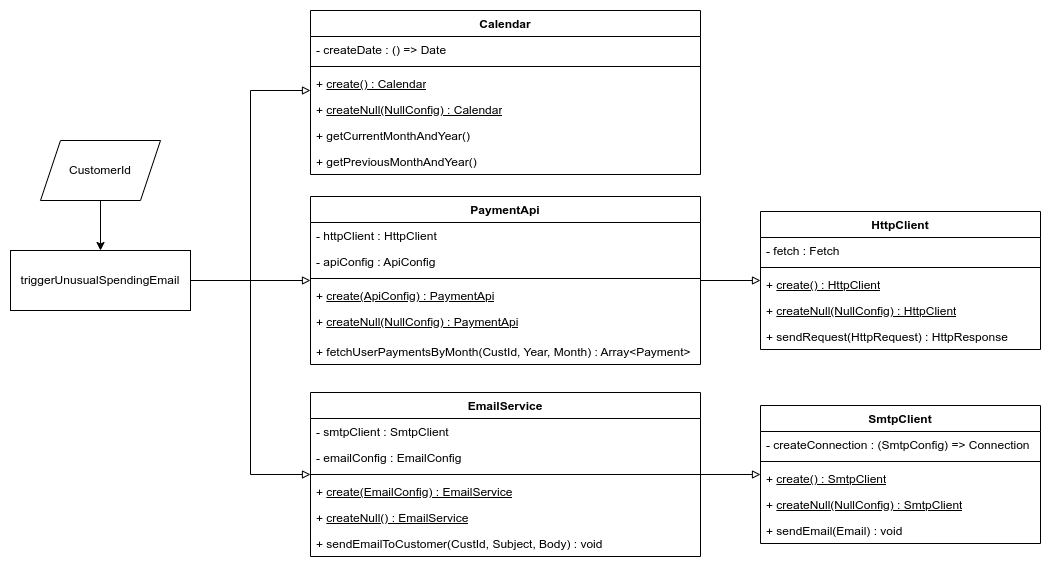 CustomerId
triggerUnusualSpendingEmail
Calendar
- createDate : () => Date
+ create() : Calendar
+ createNull(NullConfig) : Calendar
+ getCurrentMonthAndYear()
+ getPreviousMonthAndYear()
PaymentApi
- httpClient : HttpClient
- apiConfig : ApiConfig
+ create(ApiConfig) : PaymentApi
+ createNull(NullConfig) : PaymentApi
+ fetchUserPaymentsByMonth(CustId, Year, Month) : Array<Payment>
HttpClient
- fetch : Fetch
+ create() : HttpClient
+ createNull(NullConfig) : HttpClient
+ sendRequest(HttpRequest) : HttpResponse
EmailService
- smtpClient : SmtpClient
- emailConfig : EmailConfig
+ create(EmailConfig) : EmailService
+ createNull() : EmailService
+ sendEmailToCustomer(CustId, Subject, Body) : void
SmtpClient
- createConnection : (SmtpConfig) => Connection
+ create() : SmtpClient
+ createNull(NullConfig) : SmtpClient
+ sendEmail(Email) : void